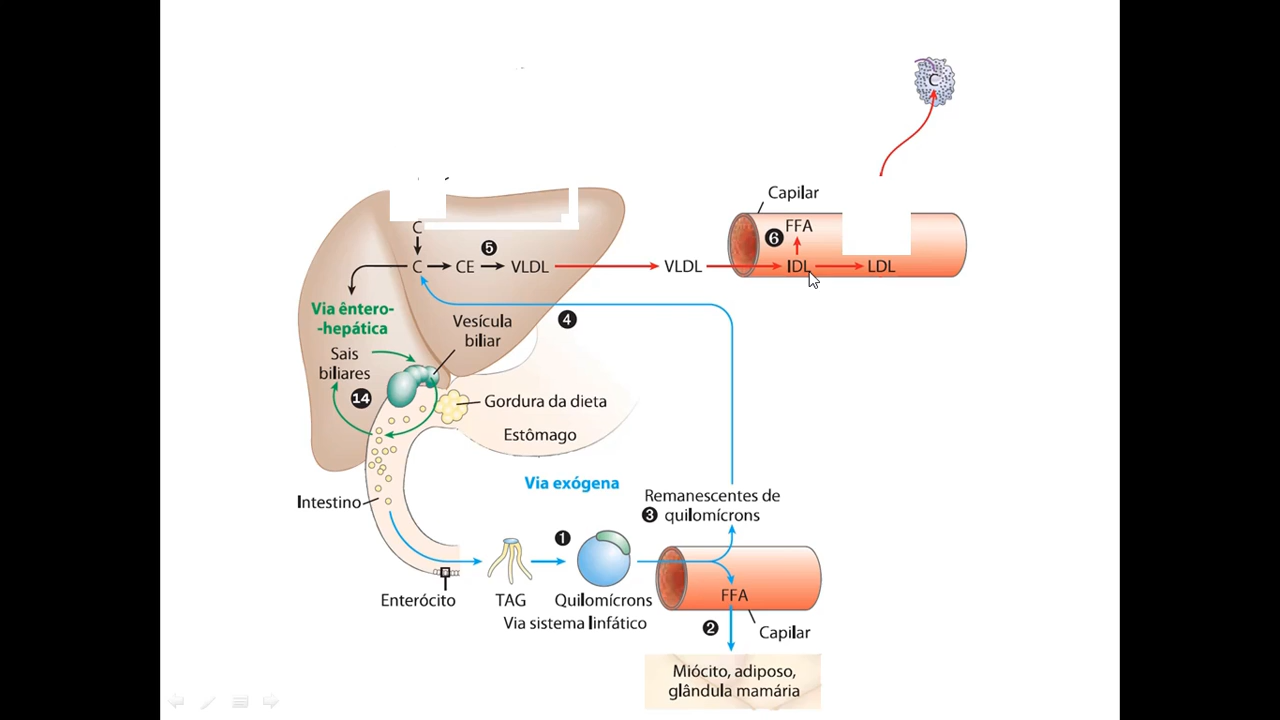 C
Capilar
FFA
6
C
5
C
CE
VLDL
VLDL
IDL
LDL
Via êntero-
-hepática
4
Vesícula
biliar
Sais
biliares
14
Gordura da dieta
Estômago
Via exógena
Intestino
Remanescentes de
3 quilomícrons
1
Enterócito
TAG
Quilomícrons
FFA
Via sistema linfático
2
Capilar
Miócito, adiposo,
glândula mamária